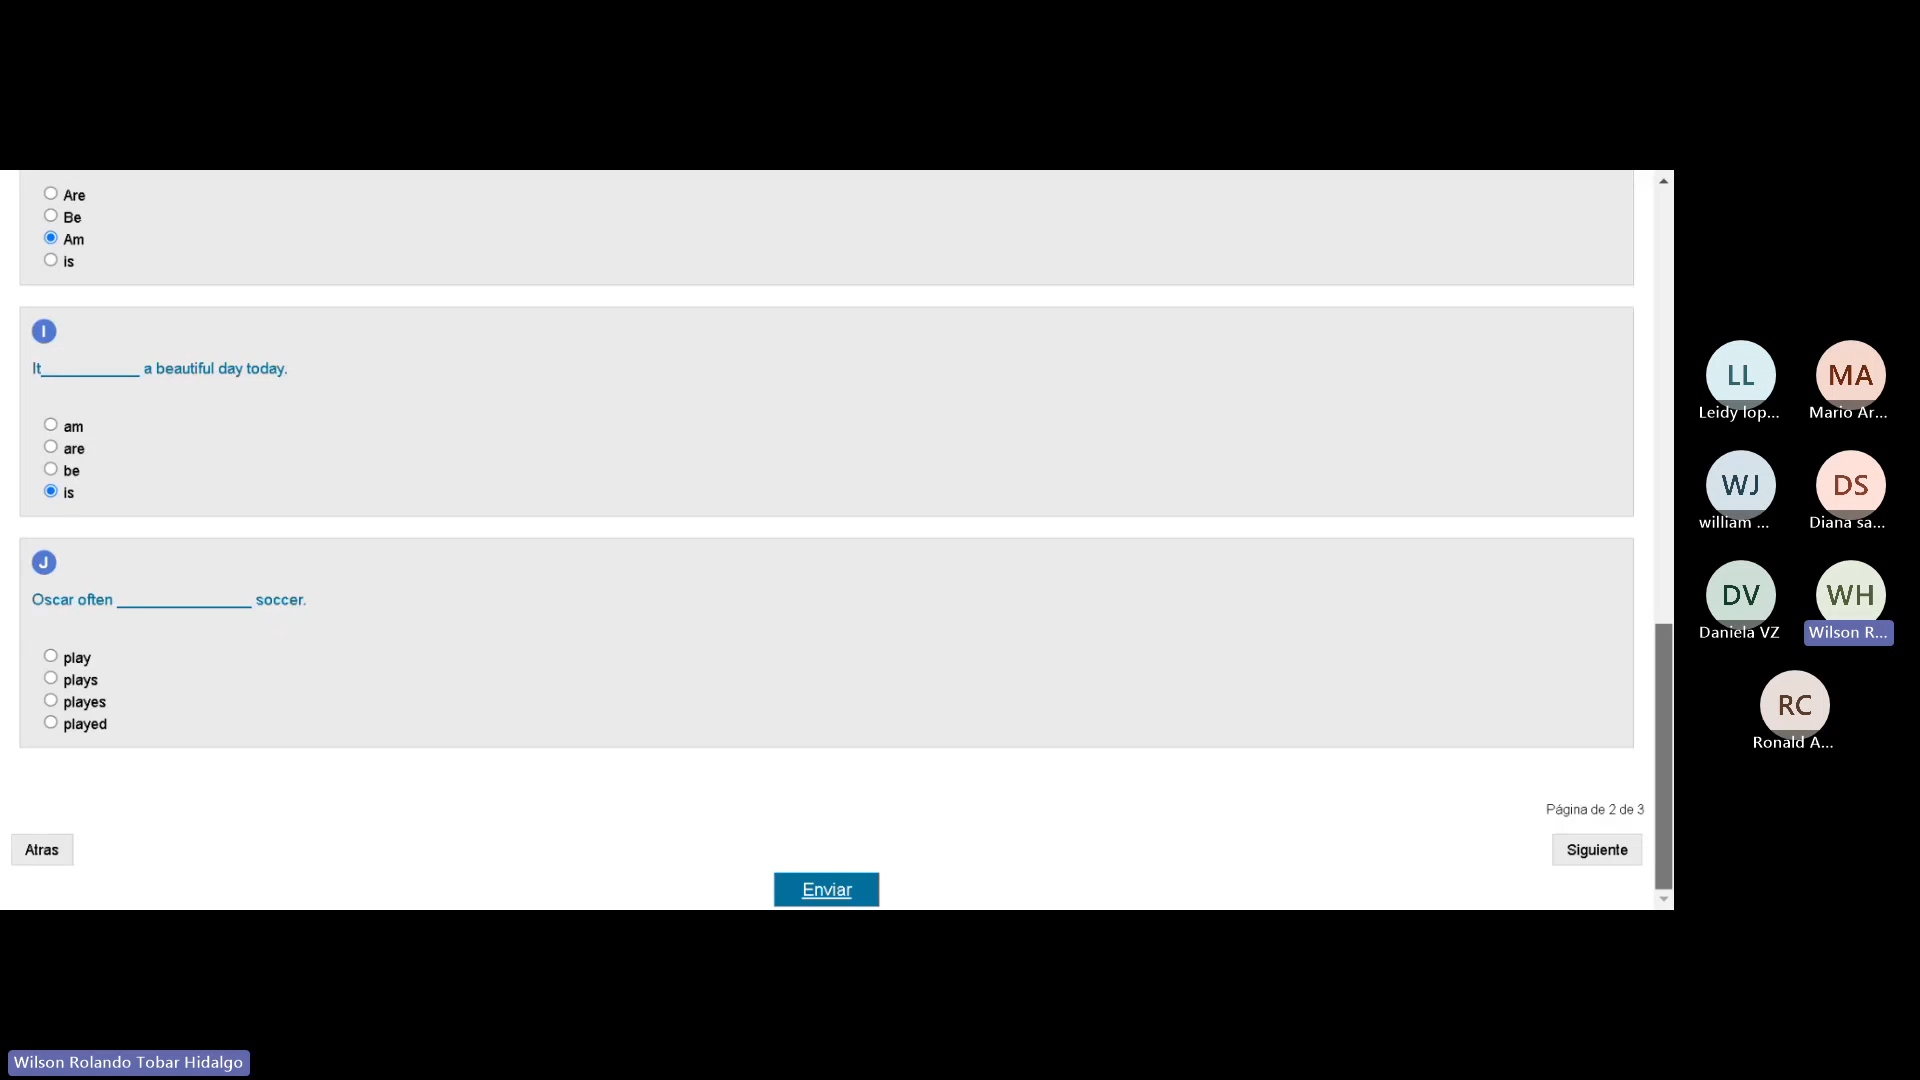 Are
Be
Am
is
I
It____________ a beautiful day today.
am
are
be
is
J
Oscar often ________________ soccer.
play
plays
playes
played
Página de 2 de 3
Atras
Siguiente
Enviar
LL
Leidy lop...
MA
Mario Ar...
WJ
william ...
DS
Diana sa...
DV
Daniela VZ
WH
Wilson R...
RC
Ronald A...
Wilson Rolando Tobar Hidalgo